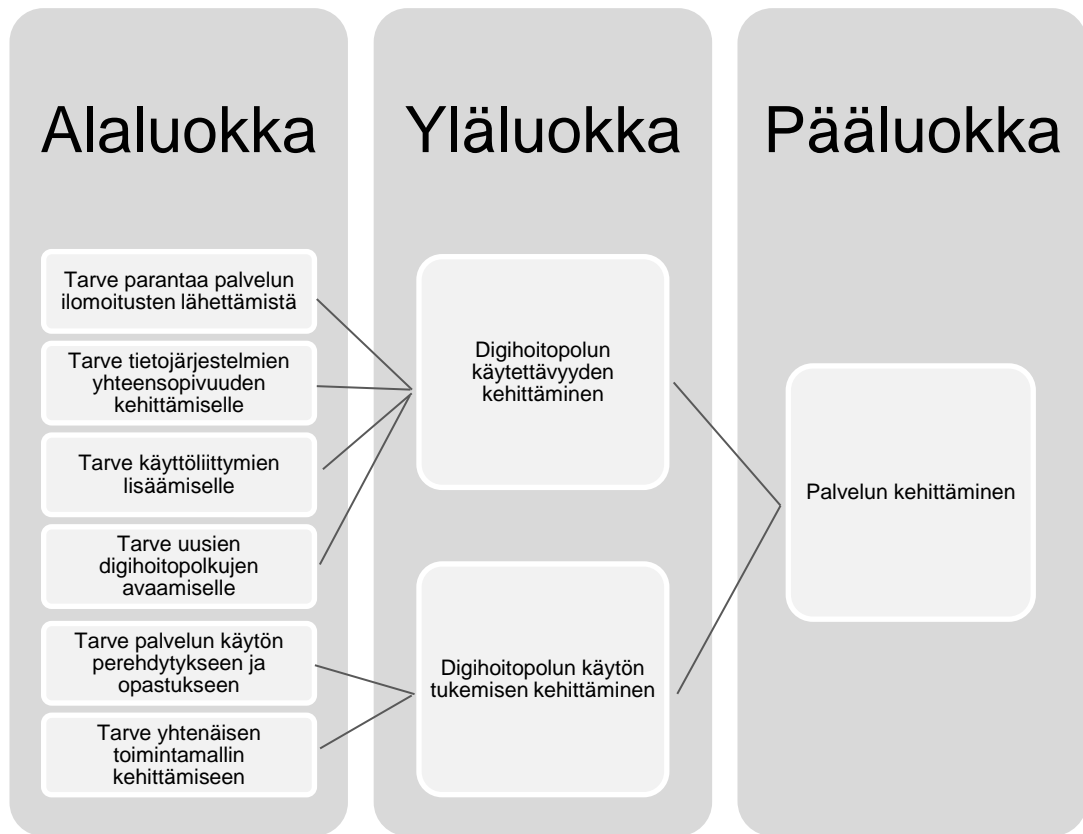 Alaluokka
Tarve parantaa palvelun
ilomoitusten lähettämistä
Tarve tietojärjestelmien
yhteensopivuuden
kehittämiselle
Tarve käyttöliittymien
lisäämiselle
Tarve uusien
digihoitopolkujen
avaamiselle
Tarve palvelun käytön
perehdytykseen ja
opastukseen
Tarve yhtenäisen
toimintamallin
kehittämiseen
Yläluokka
Digihoitopolun
käytettävyyden
kehittäminen
Digihoitopolun käytön
tukemisen kehittäminen
Pääluokka
Palvelun kehittäminen